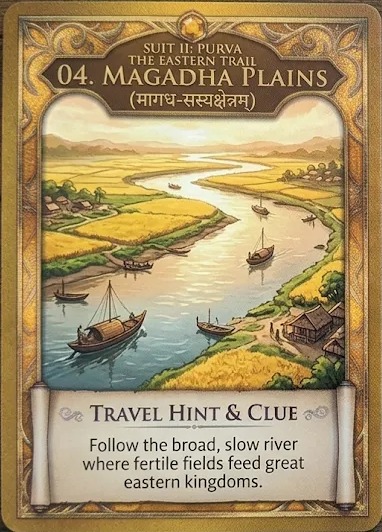 SUIT II: PURVA
THE EASTERN TRAIL
04. MAGADHA PLAINS
(मागध-सस्यक्षेत्रम्)
TRAVEL HINT & CLUE
Follow the broad, slow river
where fertile fields feed great
eastern kingdoms.